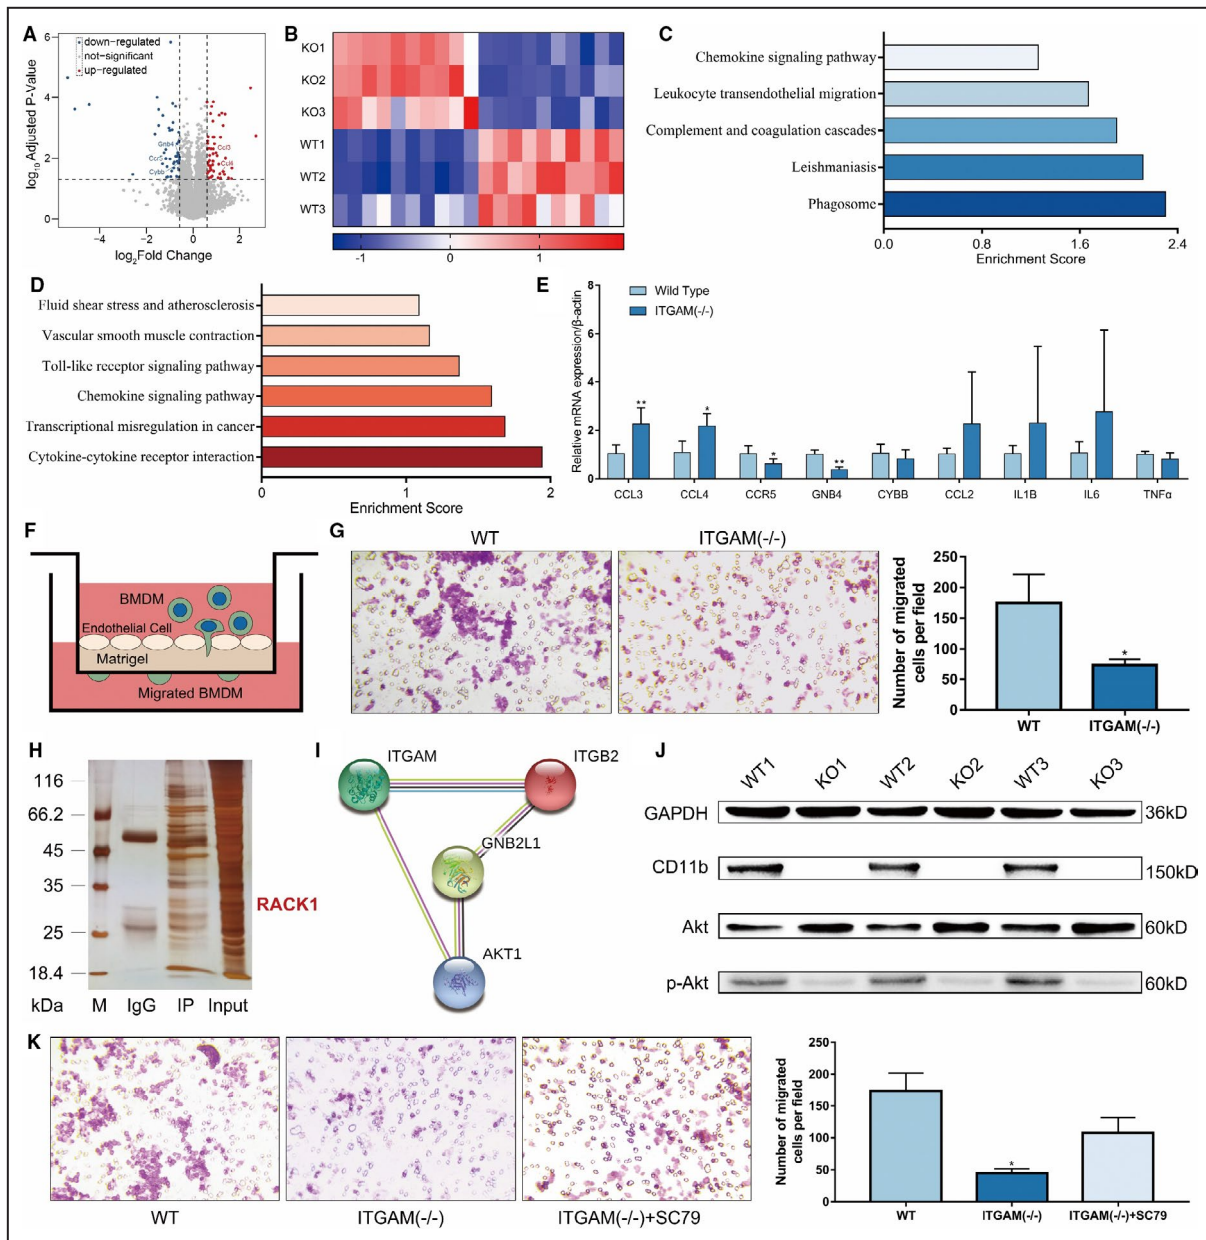 A
down-regulated
not-significant
up-regulated
Gnb4
Ccr5
Cybb
Ccl3
Ccl4
log10 Adjusted P-Value
6
4
2
0
−4
−2
0
2
log2Fold Change
B
KO1
KO2
KO3
WT1
WT2
WT3
-1
0
1
C
Chemokine signaling pathway
Leukocyte transendothelial migration
Complement and coagulation cascades
Leishmaniasis
Phagosome
0.0
0.8
1.6
2.4
Enrichment Score
D
Fluid shear stress and atherosclerosis
Vascular smooth muscle contraction
Toll-like receptor signaling pathway
Chemokine signaling pathway
Transcriptional misregulation in cancer
Cytokine-cytokine receptor interaction
0
1
2
Enrichment Score
E
Relative mRNA expression/β-actin
8
6
4
2
0
Wild Type
ITGAM(-/-)
**
*
*
**
CCL3
CCL4
CCR5
GNB4
CYBB
CCL2
IL1B
IL6
TNFα
F
BMDM
Endothelial Cell
Matrigel
Migrated BMDM
G
WT
ITGAM(-/-)
Number of migrated
cells per field
250
200
150
100
50
0
*
WT
ITGAM(-/-)
H
116
66.2
45
35
25
18.4
kDa
M
IgG
IP
Input
RACK1
I
ITGAM
ITGB2
GNB2L1
AKT1
J
WT1
KO1
WT2
KO2
WT3
KO3
GAPDH
36kD
CD11b
150kD
Akt
60kD
p-Akt
60kD
K
WT
ITGAM(-/-)
ITGAM(-/-)+SC79
Number of migrated
cells per field
250
200
150
100
50
0
*
WT
ITGAM(-/-)
ITGAM(-/-)+SC79